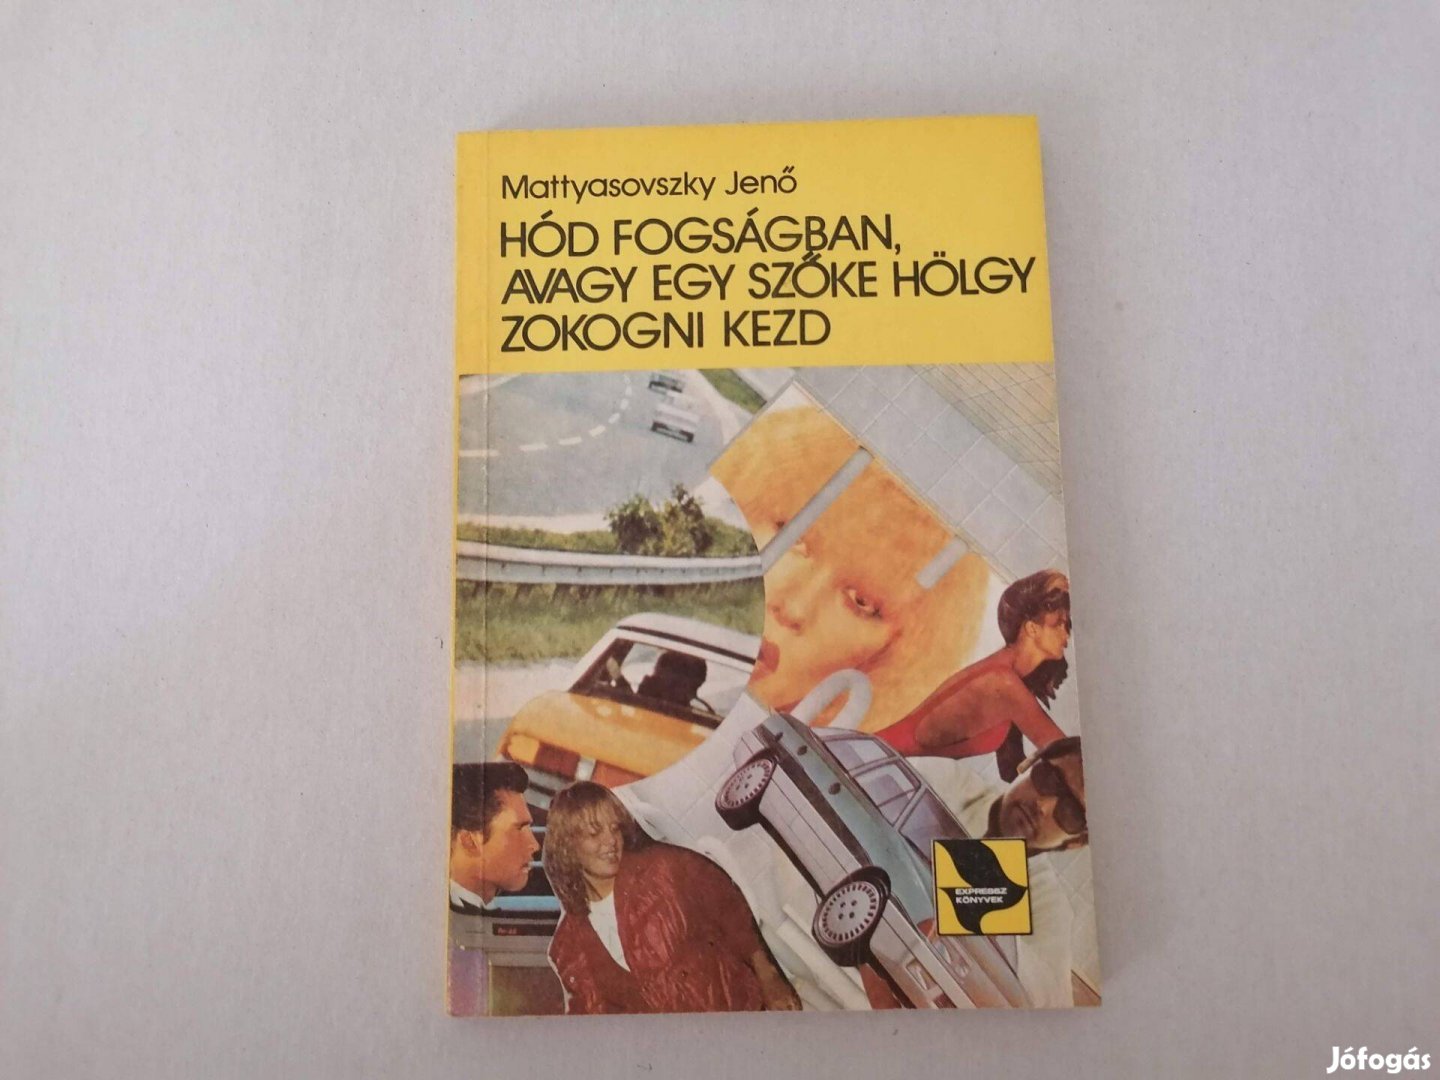 Mattyasovszky Jenő
HÓD FOGSÁGBAN,
AVAGY EGY SZŐKE HÖLGY
ZOKOGNI KEZD
EXPRESSZ
KÖNYVEK
Jófogás